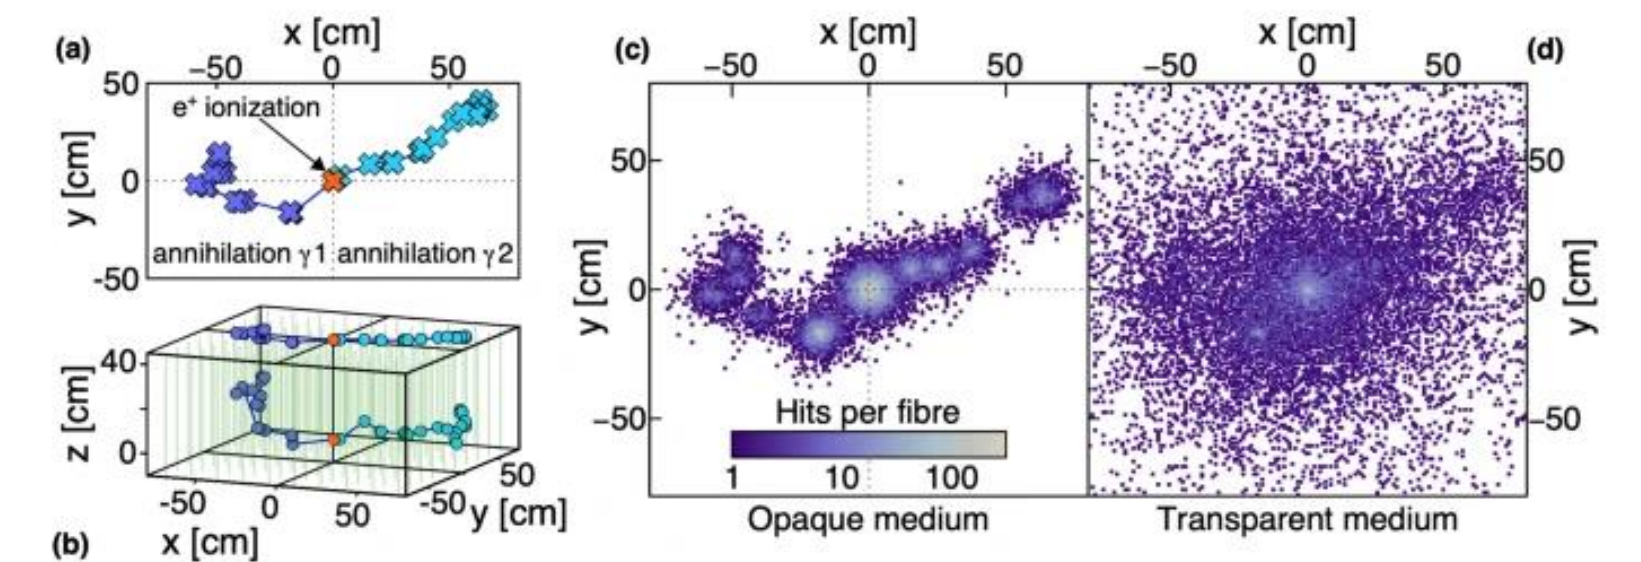 (a)
x [cm]
−50 0 50
50
0
-50
y [cm]
e+ ionization
annihilation γ1
annihilation γ2
40
0
z [cm]
-50 0 50
x [cm]
-50 50
y [cm]
(b)
(c)
x [cm]
−50 0 50
50
0
−50
y [cm]
Hits per fibre
1 10 100
Opaque medium
x [cm]
(d)
−50 0 50
50
0
-50
y [cm]
Transparent medium